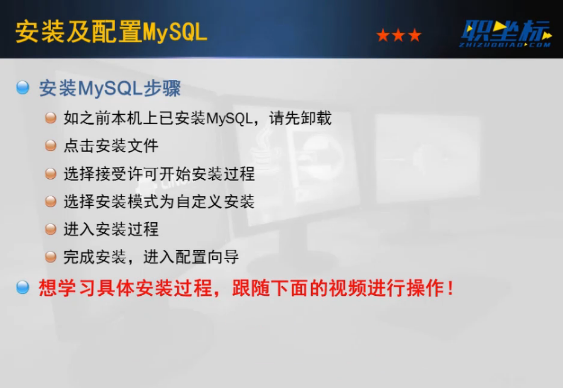 安装及配置MySQL
★★★
职坐标
ZHIZUOBIAO.COM
安装MySQL步骤
如之前本机上已安装MySQL，请先卸载
点击安装文件
选择接受许可开始安装过程
选择安装模式为自定义安装
进入安装过程
完成安装，进入配置向导
想学习具体安装过程，跟随下面的视频进行操作！